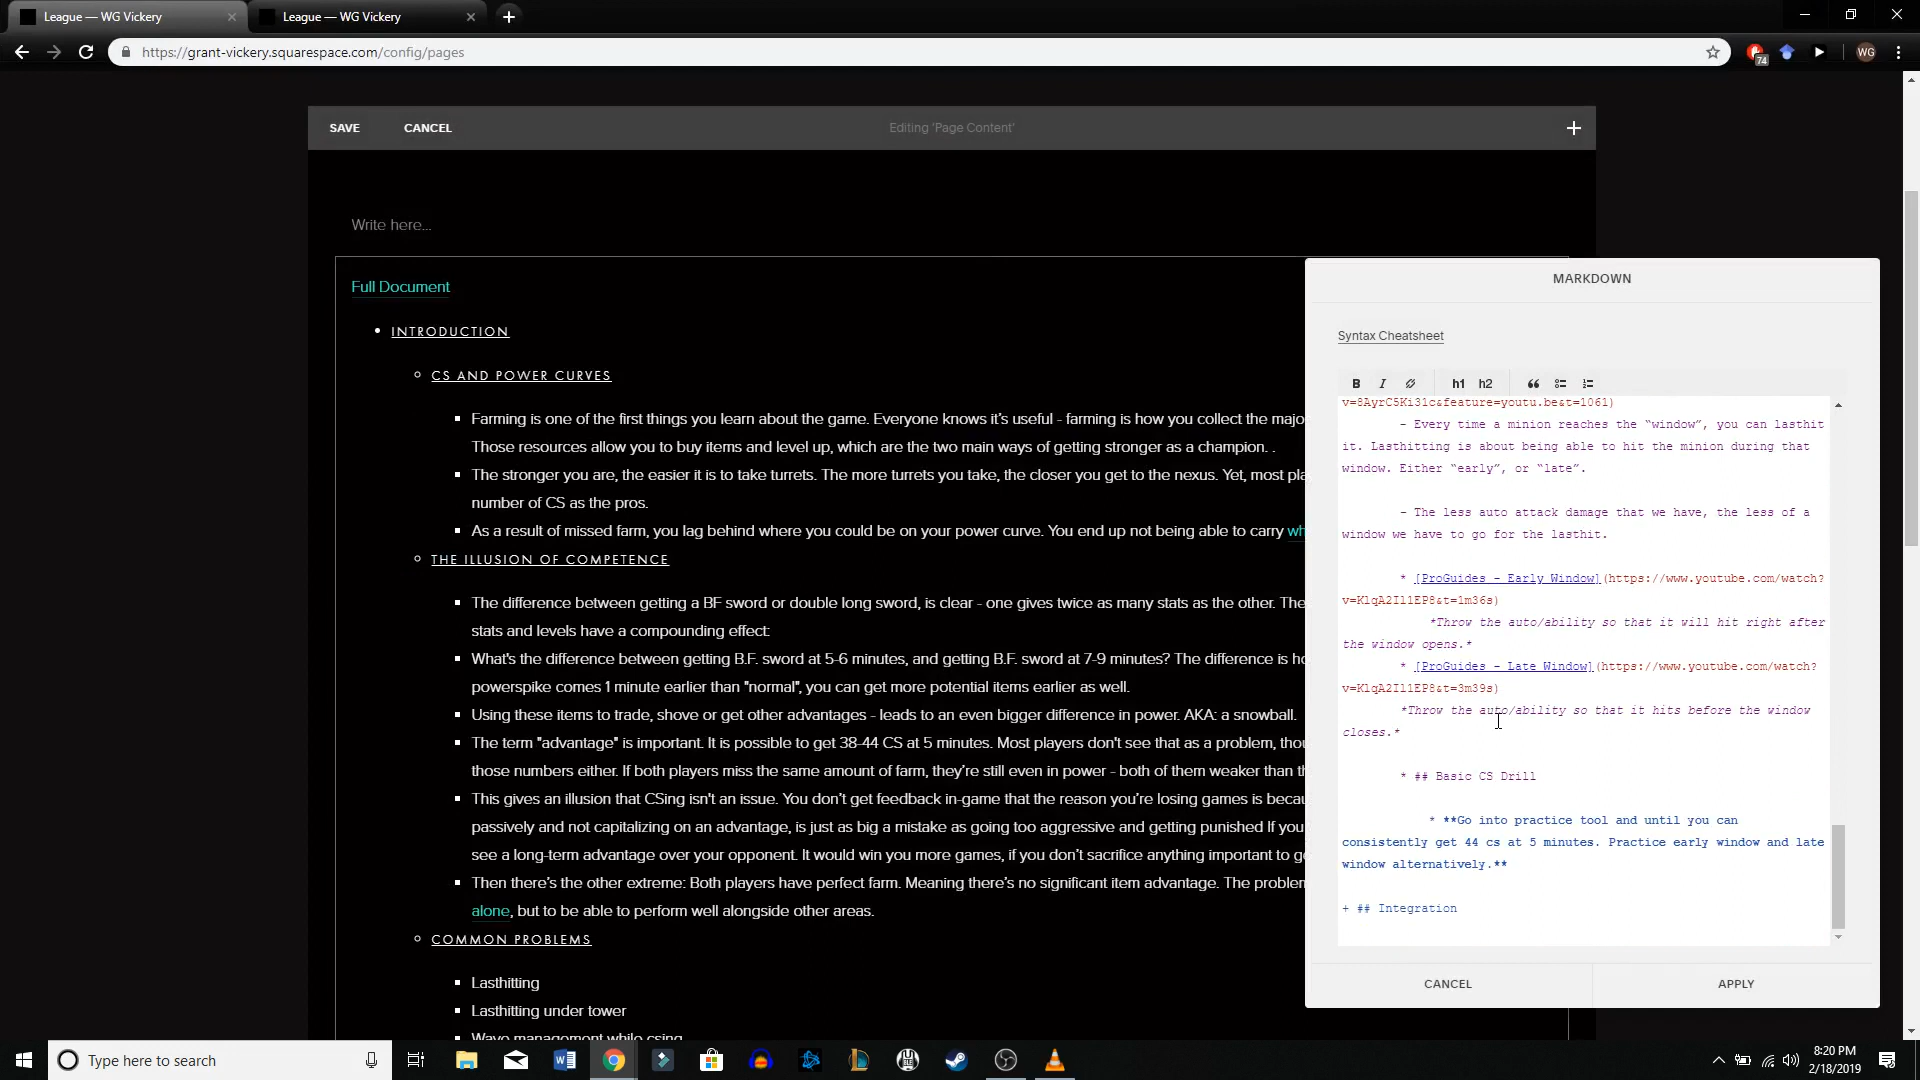 League — WG Vickery
League — WG Vickery
https://grant-vickery.squarespace.com/config/pages
74
WG
SAVE
CANCEL
Editing 'Page Content'
Write here...
Full Document
INTRODUCTION
CS AND POWER CURVES
Farming is one of the first things you learn about the game. Everyone knows it's useful - farming is how you collect the major
Those resources allow you to buy items and level up, which are the two main ways of getting stronger as a champion. .
The stronger you are, the easier it is to take turrets. The more turrets you take, the closer you get to the nexus. Yet, most
number of CS as the pros.
As a result of missed farm, you lag behind where you could be on your power curve. You end up not being able to carry
THE ILLUSION OF COMPETENCE
The difference between getting a BF sword or double long sword, is clear - one gives twice as many stats as the other.
stats and levels have a compounding effect:
What's the difference between getting B.F. sword at 5-6 minutes, and getting B.F. sword at 7-9 minutes? The difference is
powerspike comes 1 minute earlier than "normal", you can get more potential items earlier as well.
Using these items to trade, shove or get other advantages - leads to an even bigger difference in power. AKA: a snowball.
The term "advantage" is important. It is possible to get 38-44 CS at 5 minutes. Most players don't see that as a problem,
those numbers either. If both players miss the same amount of farm, they're still even in power - both of them weaker than
This gives an illusion that CSing isn't an issue. You don't get feedback in-game that the reason you're losing games is
passively and not capitalizing on an advantage, is just as big a mistake as going too aggressive and getting punished If you
see a long-term advantage over your opponent. It would win you more games, if you don't sacrifice anything important to
Then there's the other extreme: Both players have perfect farm. Meaning there's no significant item advantage. The
alone, but to be able to perform well alongside other areas.
COMMON PROBLEMS
Lasthitting
Lasthitting under tower
Wave management while csing
MARKDOWN
Syntax Cheatsheet
B I h1 h2
v=8AyrC5Ki31c&feature=youtu.be&t=1061)
- Every time a minion reaches the “window”, you can lasthit
it. Lasthitting is about being able to hit the minion during that
window. Either “early”, or “late”.
- The less auto attack damage that we have, the less of a
window we have to go for the lasthit.
* [ProGuides - Early Window](https://www.youtube.com/watch?
v=KlqA2Il1EP8&t=1m36s)
*Throw the auto/ability so that it will hit right after
the window opens.*
* [ProGuides - Late Window](https://www.youtube.com/watch?
v=KlqA2Il1EP8&t=3m39s)
*Throw the auto/ability so that it hits before the window
closes.*
* ## Basic CS Drill
* **Go into practice tool and until you can
consistently get 44 cs at 5 minutes. Practice early window and late
window alternatively.**
+ ## Integration
CANCEL
APPLY
Type here to search
8:20 PM
2/18/2019